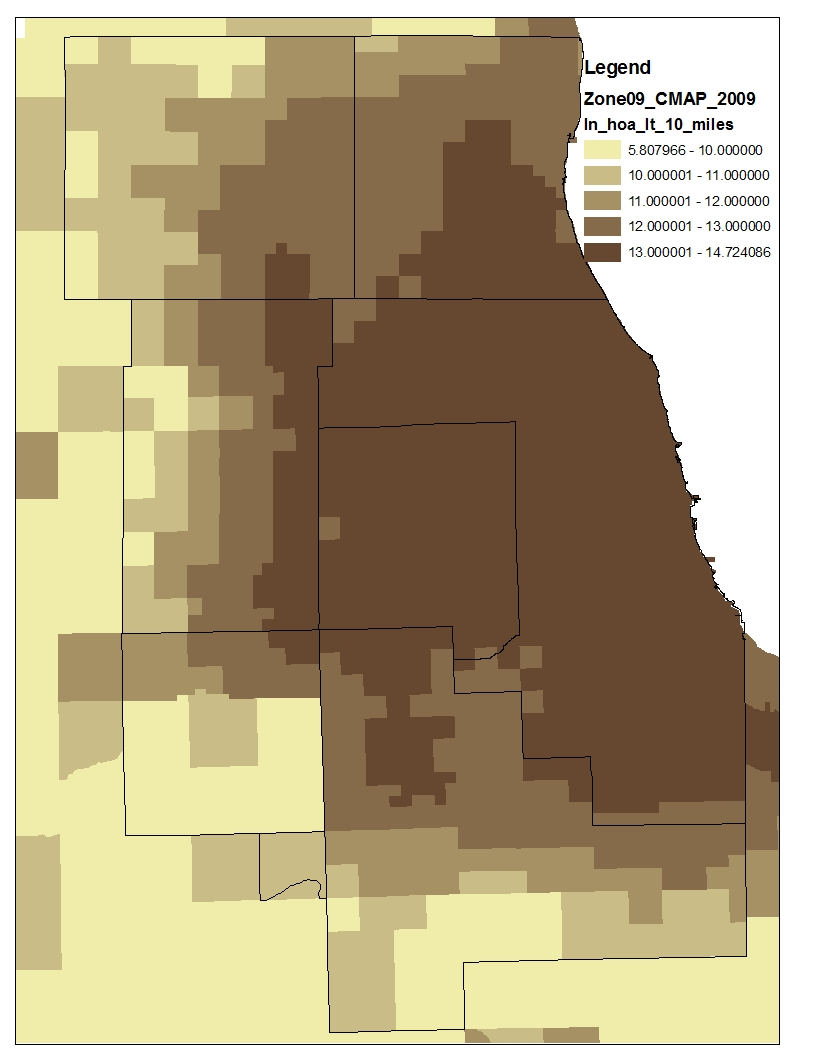 Legend
Zone09_CMAP_2009
ln_hoa_lt_10_miles
5.807966 - 10.000000
10.000001 - 11.000000
11.000001 - 12.000000
12.000001 - 13.000000
13.000001 - 14.724086